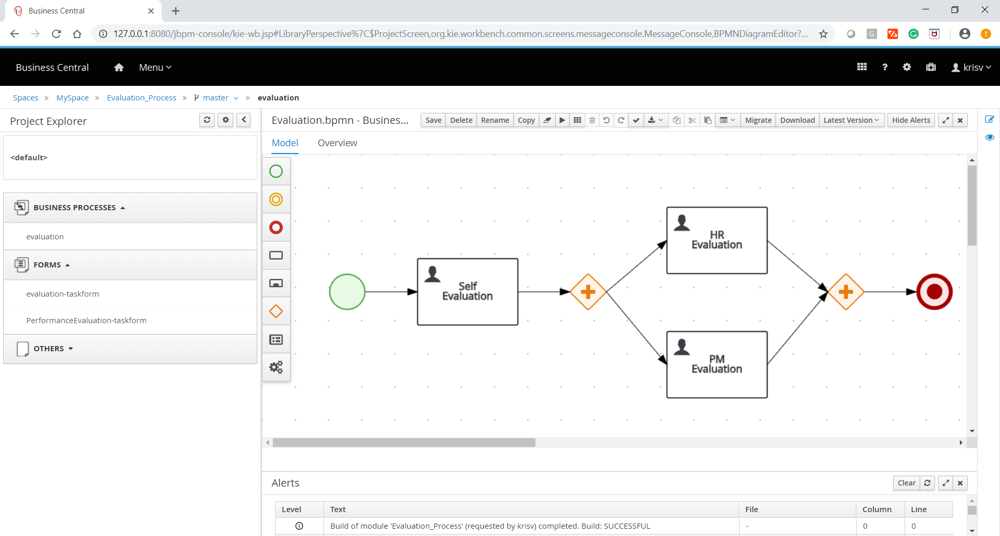 Business Central
127.0.0.1:8080/jbpm-console/kie-wb.jsp#LibraryPerspective%7C$ProjectScreen,org.kie.workbench.common.screens.messageconsole.MessageConsole,BPMNDiagramEditor?...
Business Central Menu ? krisv
Spaces » MySpace » Evaluation_Process » master » evaluation
Project Explorer
<default>
BUSINESS PROCESSES
evaluation
FORMS
evaluation-taskform
PerformanceEvaluation-taskform
OTHERS
Evaluation.bpmn - Busines...
Save Delete Rename Copy Migrate Download Latest Version Hide Alerts
Model Overview
Self
Evaluation
HR
Evaluation
PM
Evaluation
Alerts
Clear
Level Text File Column Line
Build of module 'Evaluation_Process' (requested by krisv) completed. Build: SUCCESSFUL - 0 0